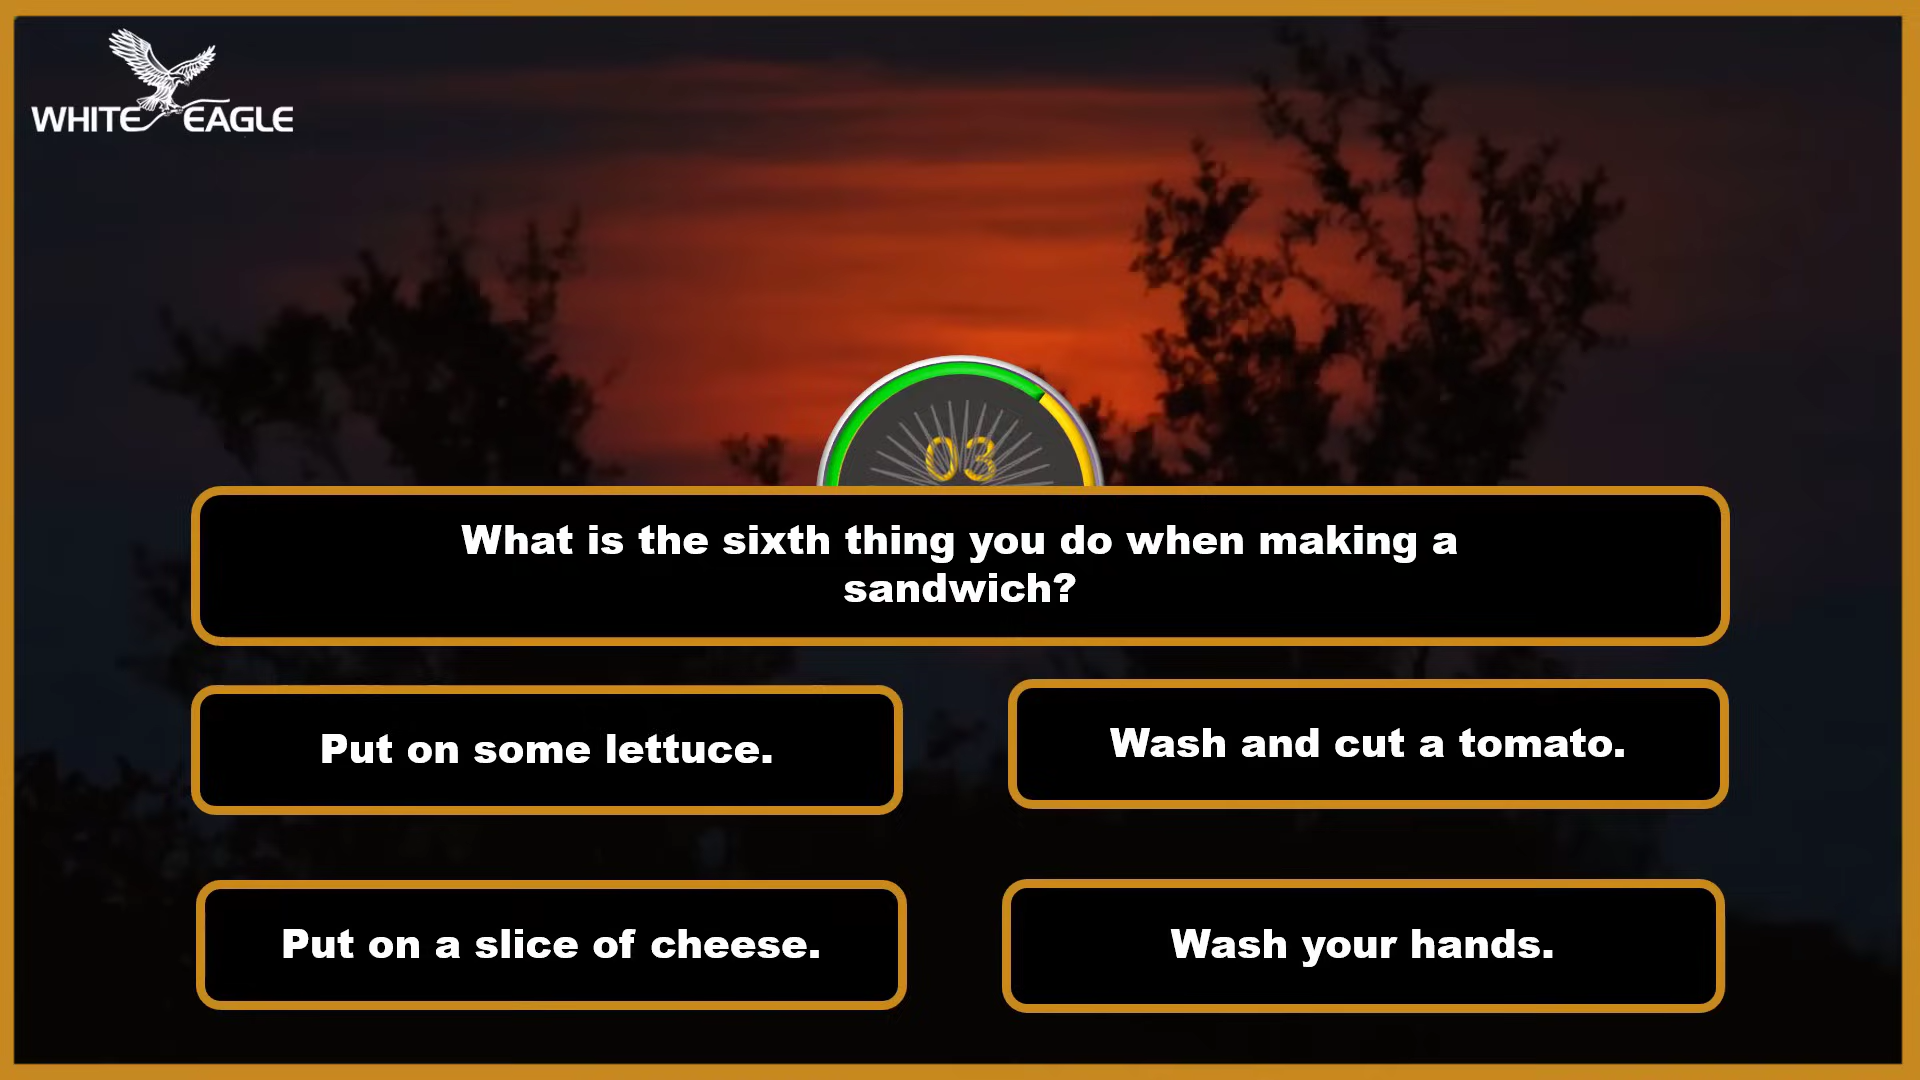 WHITE EAGLE
03
What is the sixth thing you do when making a
sandwich?
Put on some lettuce.
Wash and cut a tomato.
Put on a slice of cheese.
Wash your hands.